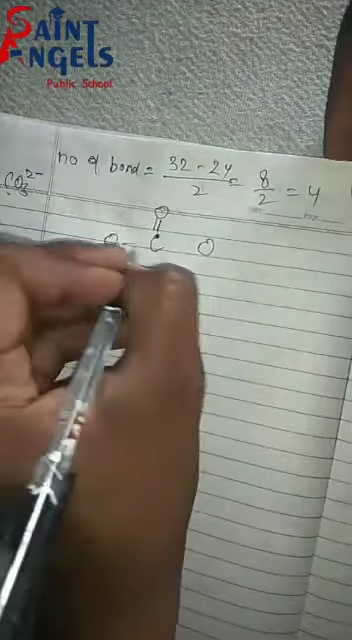 SAINT
ANGELS
Public School
no of bond = 32 - 24 / 2 = 8 / 2 = 4
CO3^2-
O
||
O - C O